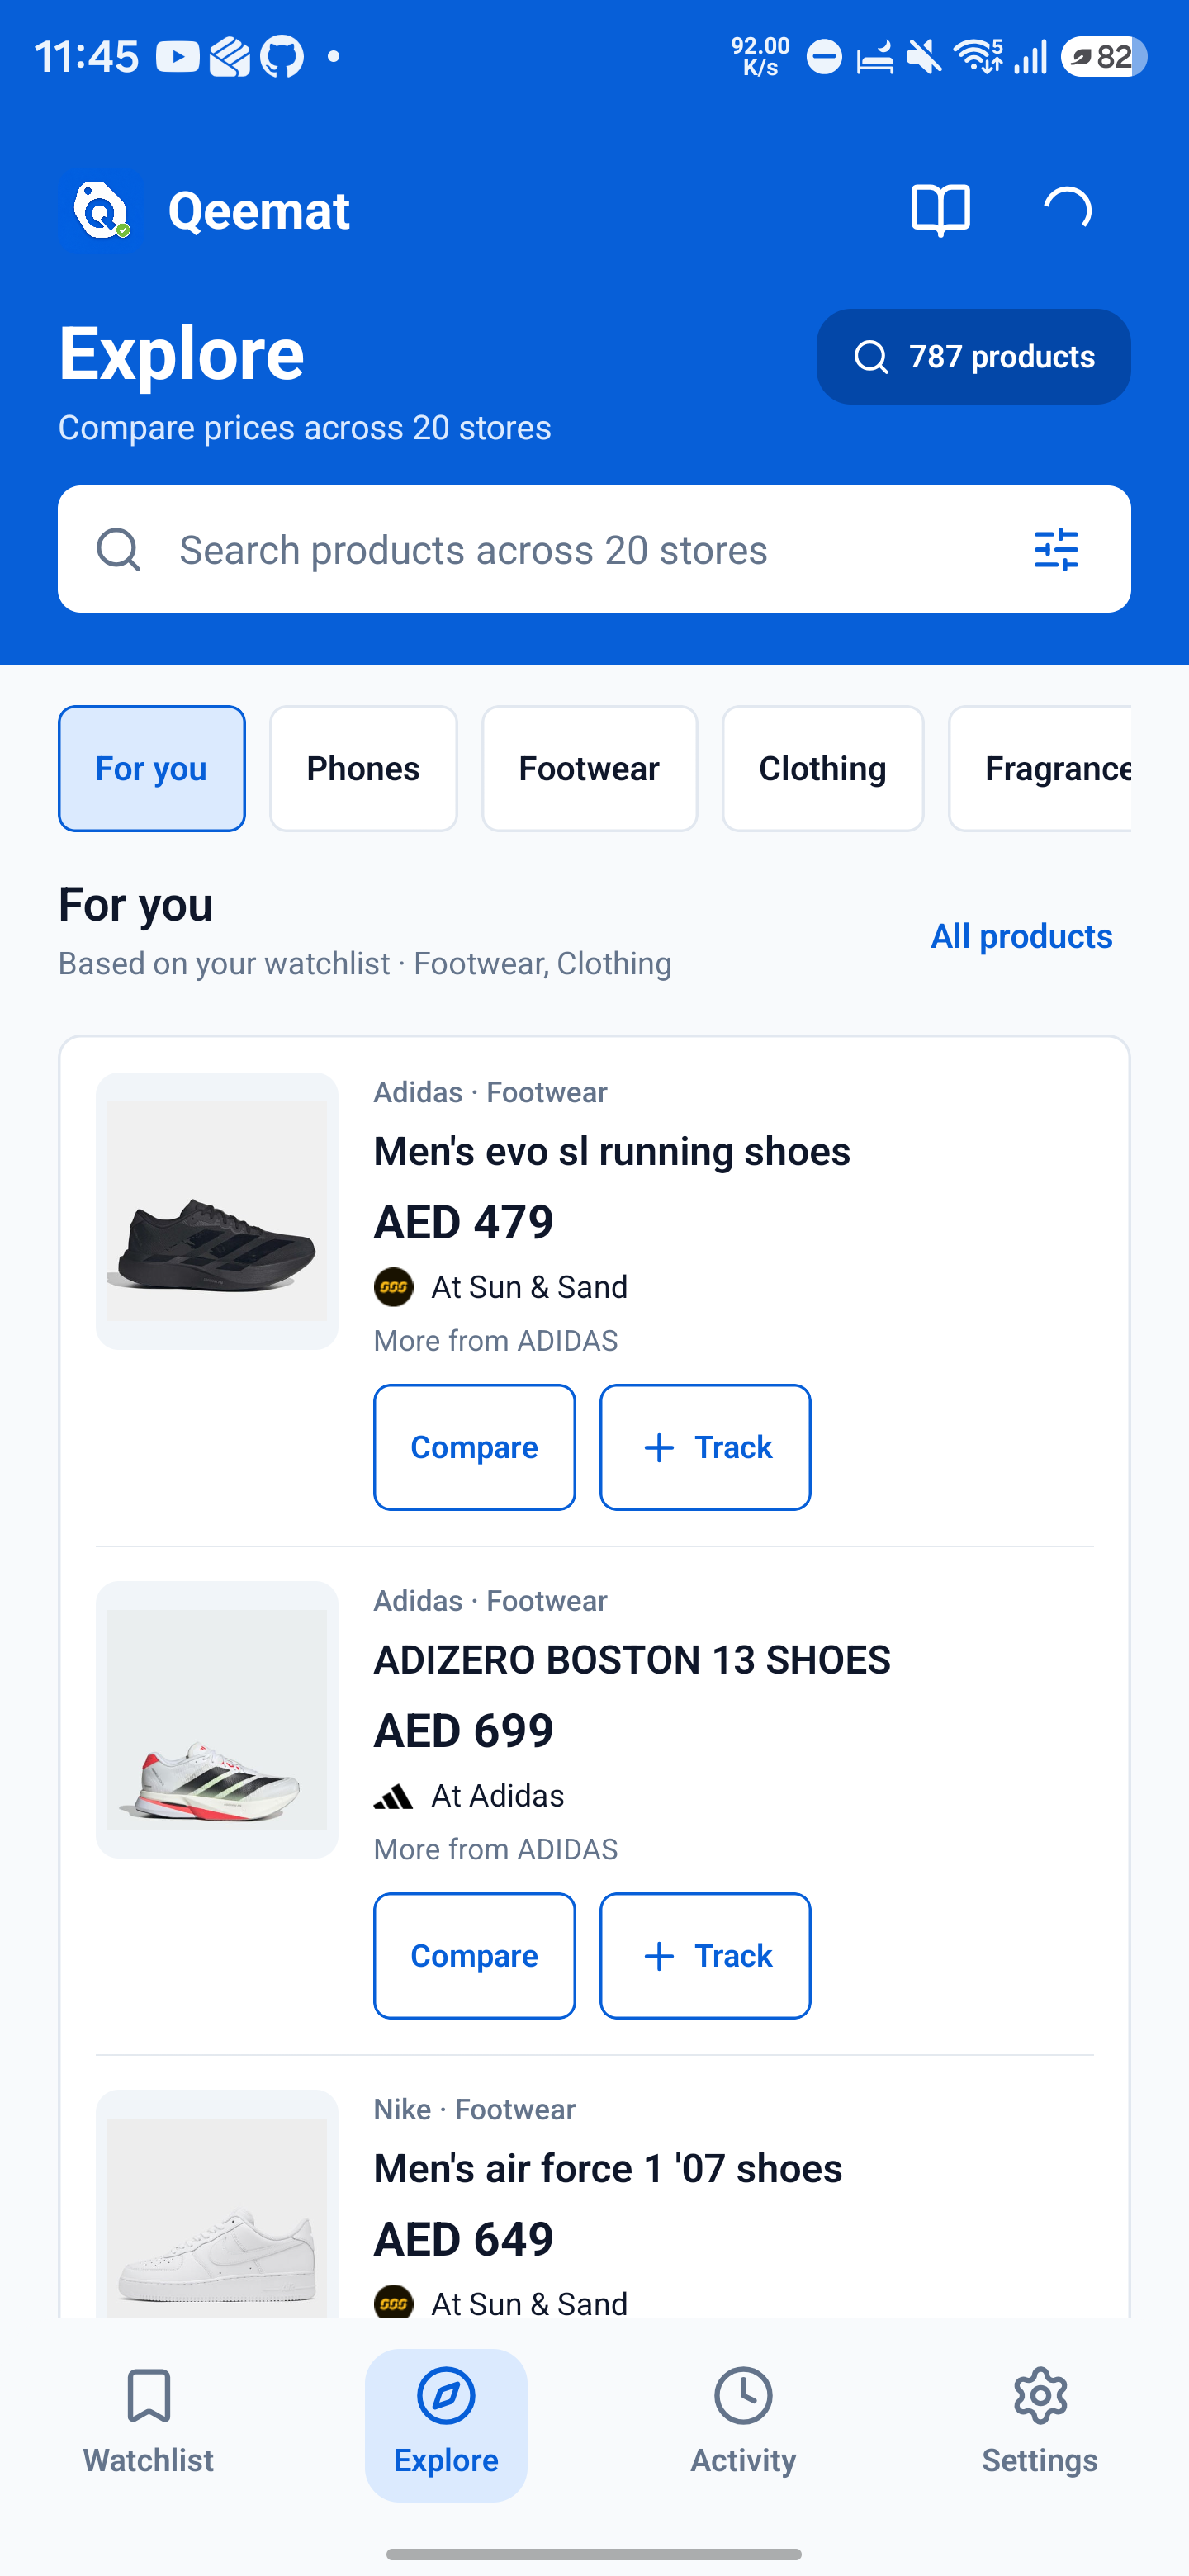 11:45
92.00
K/s
5
82
Qeemat
Explore
787 products
Compare prices across 20 stores
Search products across 20 stores
For you
Phones
Footwear
Clothing
Fragrance
For you
Based on your watchlist · Footwear, Clothing
All products
Adidas · Footwear
Men's evo sl running shoes
AED 479
At Sun & Sand
More from ADIDAS
Compare
+ Track
Adidas · Footwear
ADIZERO BOSTON 13 SHOES
AED 699
At Adidas
More from ADIDAS
Compare
+ Track
Nike · Footwear
Men's air force 1 '07 shoes
AED 649
At Sun & Sand
Watchlist
Explore
Activity
Settings